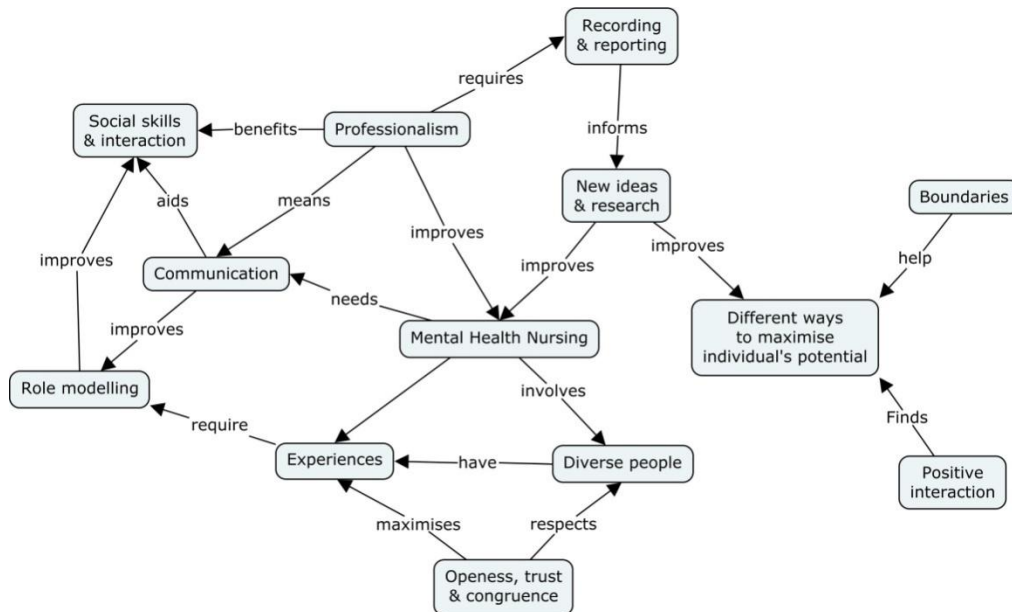 Recording
& reporting
requires
Social skills
& interaction
benefits
Professionalism
informs
New ideas
& research
Boundaries
aids
means
improves
improves
improves
improves
help
Communication
needs
Different ways
to maximise
individual's potential
improves
Mental Health Nursing
Role modelling
involves
require
Finds
Experiences
have
Diverse people
Positive
interaction
maximises
respects
Openess, trust
& congruence